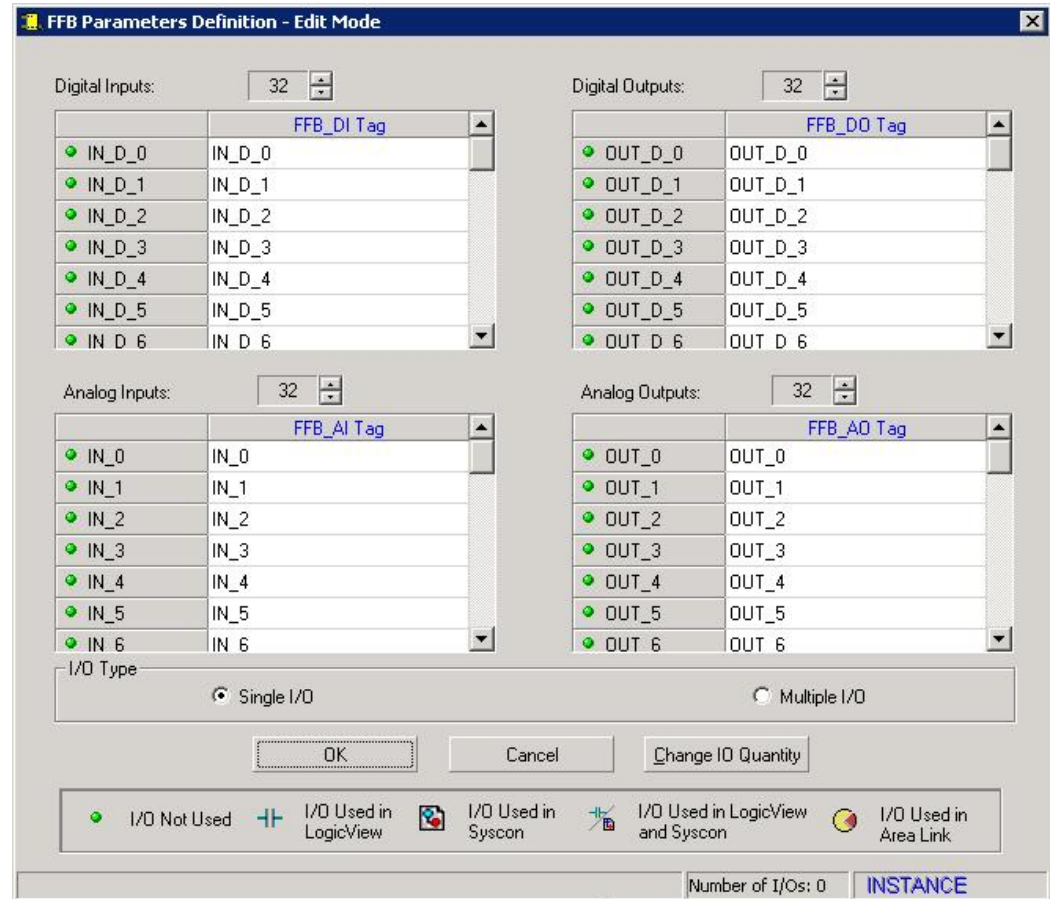 FFB Parameters Definition - Edit Mode
Digital Inputs: 32
FFB_DI Tag
IN_D_0 IN_D_0
IN_D_1 IN_D_1
IN_D_2 IN_D_2
IN_D_3 IN_D_3
IN_D_4 IN_D_4
IN_D_5 IN_D_5
IN_D_6 IN_D_6
Digital Outputs: 32
FFB_DO Tag
OUT_D_0 OUT_D_0
OUT_D_1 OUT_D_1
OUT_D_2 OUT_D_2
OUT_D_3 OUT_D_3
OUT_D_4 OUT_D_4
OUT_D_5 OUT_D_5
OUT_D_6 OUT_D_6
Analog Inputs: 32
FFB_AI Tag
IN_0 IN_0
IN_1 IN_1
IN_2 IN_2
IN_3 IN_3
IN_4 IN_4
IN_5 IN_5
IN_6 IN_6
Analog Outputs: 32
FFB_AO Tag
OUT_0 OUT_0
OUT_1 OUT_1
OUT_2 OUT_2
OUT_3 OUT_3
OUT_4 OUT_4
OUT_5 OUT_5
OUT_6 OUT_6
I/O Type
Single I/O
Multiple I/O
OK
Cancel
Change IO Quantity
I/O Not Used
I/O Used in
LogicView
I/O Used in
Syscon
I/O Used in LogicView
and Syscon
I/O Used in
Area Link
Number of I/Os: 0
INSTANCE